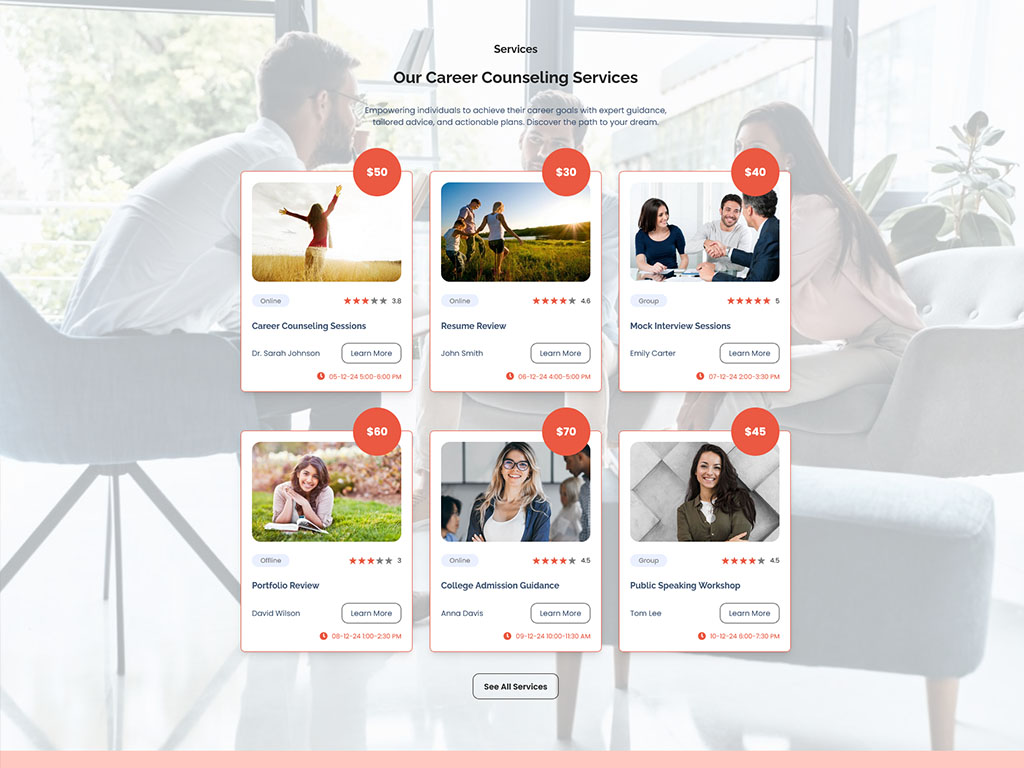 Services
Our Career Counseling Services
Empowering individuals to achieve their career goals with expert guidance,
tailored advice, and actionable plans. Discover the path to your dream.
$50
Online
3.8
Career Counseling Sessions
Dr. Sarah Johnson
Learn More
05-12-24 5:00-6:00 PM
$30
Online
4.6
Resume Review
John Smith
Learn More
06-12-24 4:00-5:00 PM
$40
Group
5
Mock Interview Sessions
Emily Carter
Learn More
07-12-24 2:00-3:30 PM
$60
Offline
3
Portfolio Review
David Wilson
Learn More
08-12-24 1:00-2:30 PM
$70
Online
4.5
College Admission Guidance
Anna Davis
Learn More
09-12-24 10:00-11:30 AM
$45
Group
4.5
Public Speaking Workshop
Tom Lee
Learn More
10-12-24 6:00-7:30 PM
See All Services